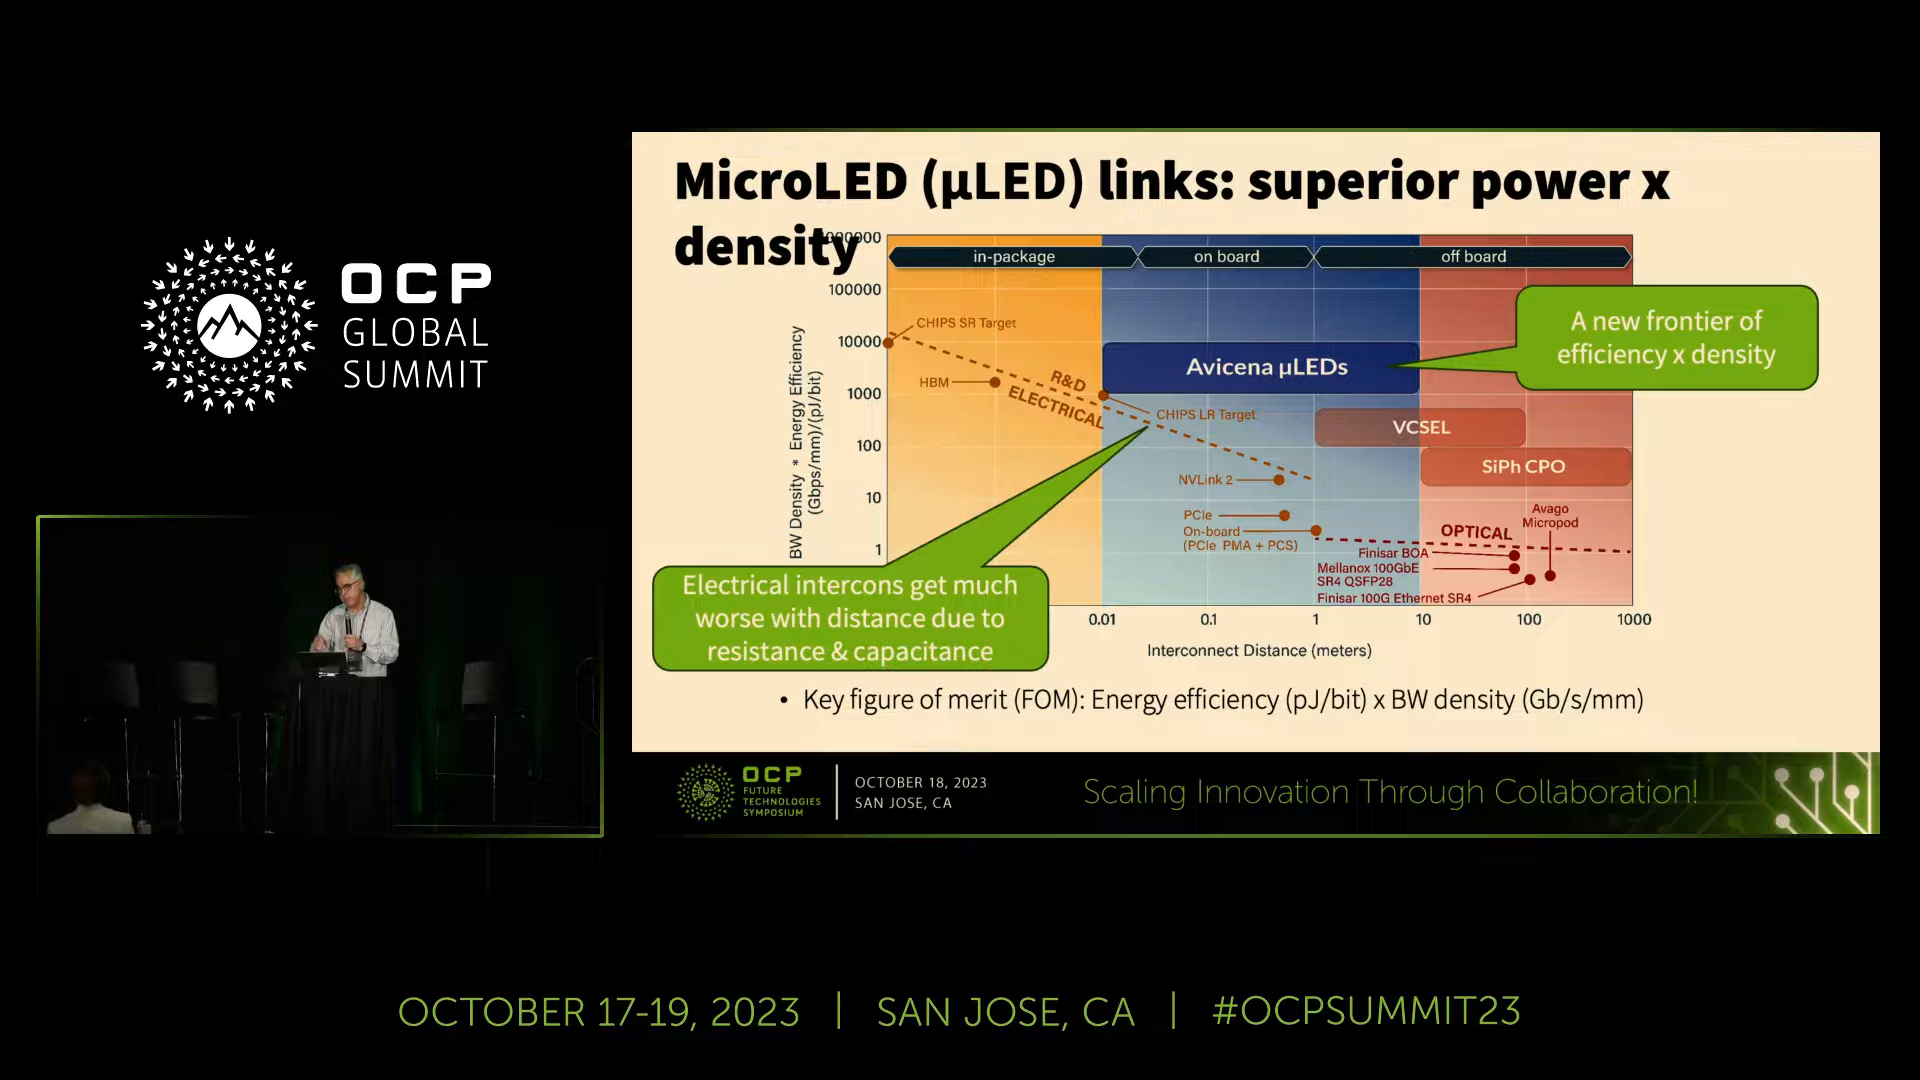 OCP
GLOBAL
SUMMIT
MicroLED (µLED) links: superior power x
density
in-package
on board
off board
100000
10000
1000
100
10
1
BW Density * Energy Efficiency
(Gbps/mm)/(pJ/bit)
CHIPS SR Target
HBM
R&D
ELECTRICAL
Avicena µLEDs
CHIPS LR Target
A new frontier of
efficiency x density
VCSEL
SiPh CPO
NVLink 2
PCIe
On-board
(PCIe PMA + PCS)
OPTICAL
Avago
Micropod
Finisar BOA
Mellanox 100GbE
SR4 QSFP28
Finisar 100G Ethernet SR4
Electrical intercons get much
worse with distance due to
resistance & capacitance
0.01
0.1
1
10
100
1000
Interconnect Distance (meters)
• Key figure of merit (FOM): Energy efficiency (pJ/bit) x BW density (Gb/s/mm)
OCP
FUTURE
TECHNOLOGIES
SYMPOSIUM
OCTOBER 18, 2023
SAN JOSE, CA
Scaling Innovation Through Collaboration!
OCTOBER 17-19, 2023 | SAN JOSE, CA | #OCPSUMMIT23